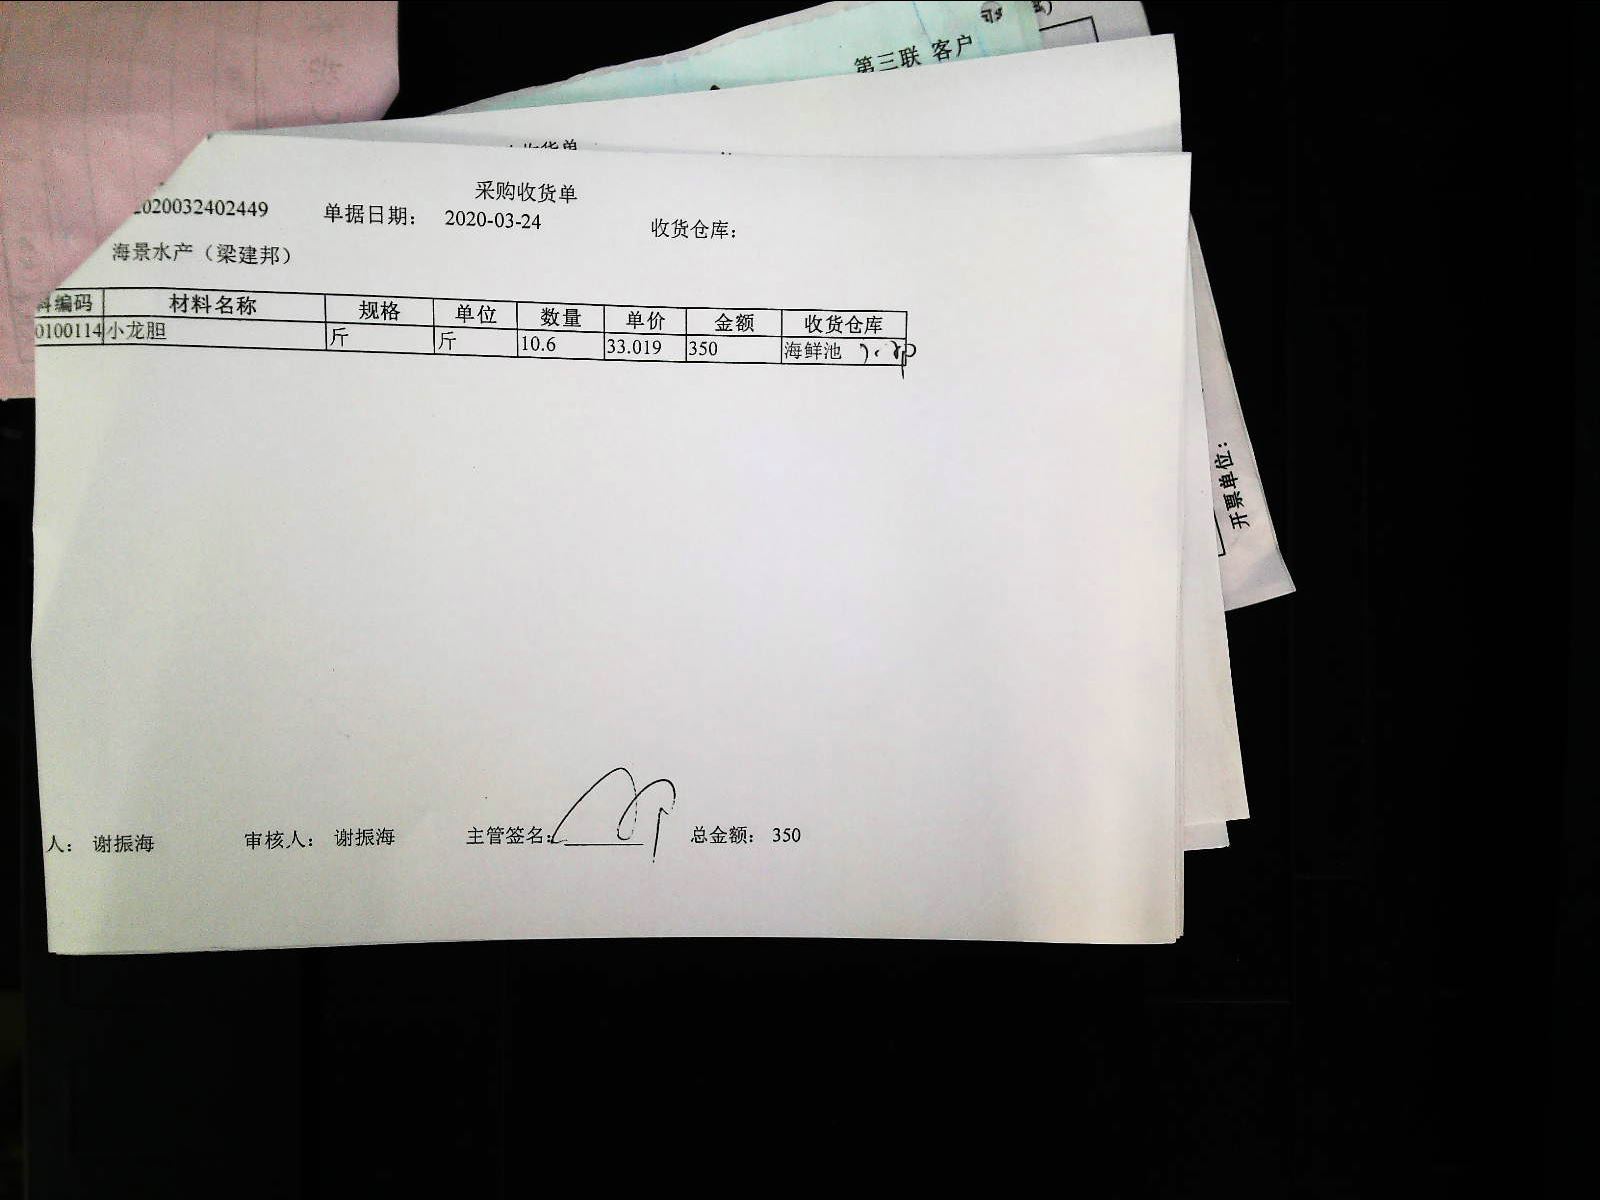 第三联 客户
收货单
采购收货单
2020032402449 单据日期： 2020-03-24 收货仓库：
海景水产（梁建邦）
料编码 材料名称 规格 单位 数量 单价 金额 收货仓库
0100114 小龙胆 斤 斤 10.6 33.019 350 海鲜池
开票单位：
人： 谢振海 审核人： 谢振海 主管签名： 总金额： 350